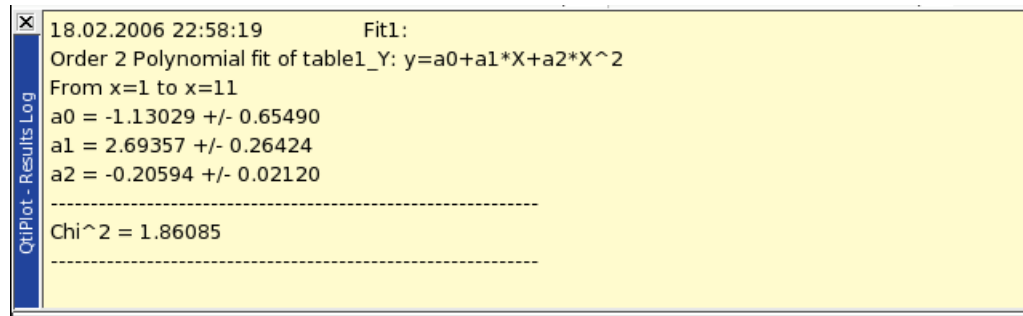 18.02.2006 22:58:19 Fit1:
Order 2 Polynomial fit of table1_Y: y=a0+a1*X+a2*X^2
From x=1 to x=11
a0 = -1.13029 +/- 0.65490
a1 = 2.69357 +/- 0.26424
a2 = -0.20594 +/- 0.02120
-------------------------------------------------------------
Chi^2 = 1.86085
-------------------------------------------------------------
QtiPlot - Results Log